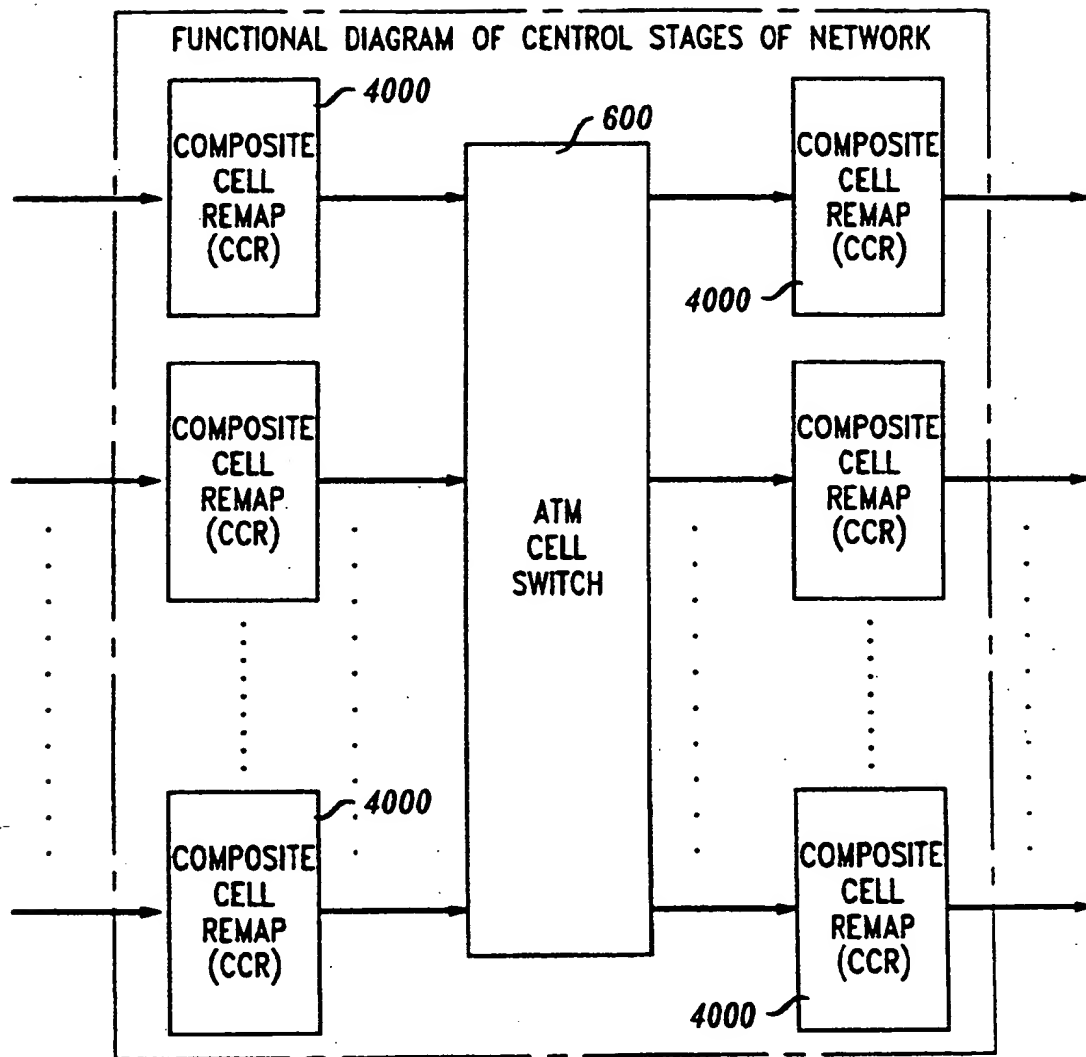 FUNCTIONAL DIAGRAM OF CENTRAL STAGES OF NETWORK
4000
COMPOSITE
CELL
REMAP
(CCR)
600
COMPOSITE
CELL
REMAP
(CCR)
4000
COMPOSITE
CELL
REMAP
(CCR)
ATM
CELL
SWITCH
COMPOSITE
CELL
REMAP
(CCR)
4000
COMPOSITE
CELL
REMAP
(CCR)
COMPOSITE
CELL
REMAP
(CCR)
4000